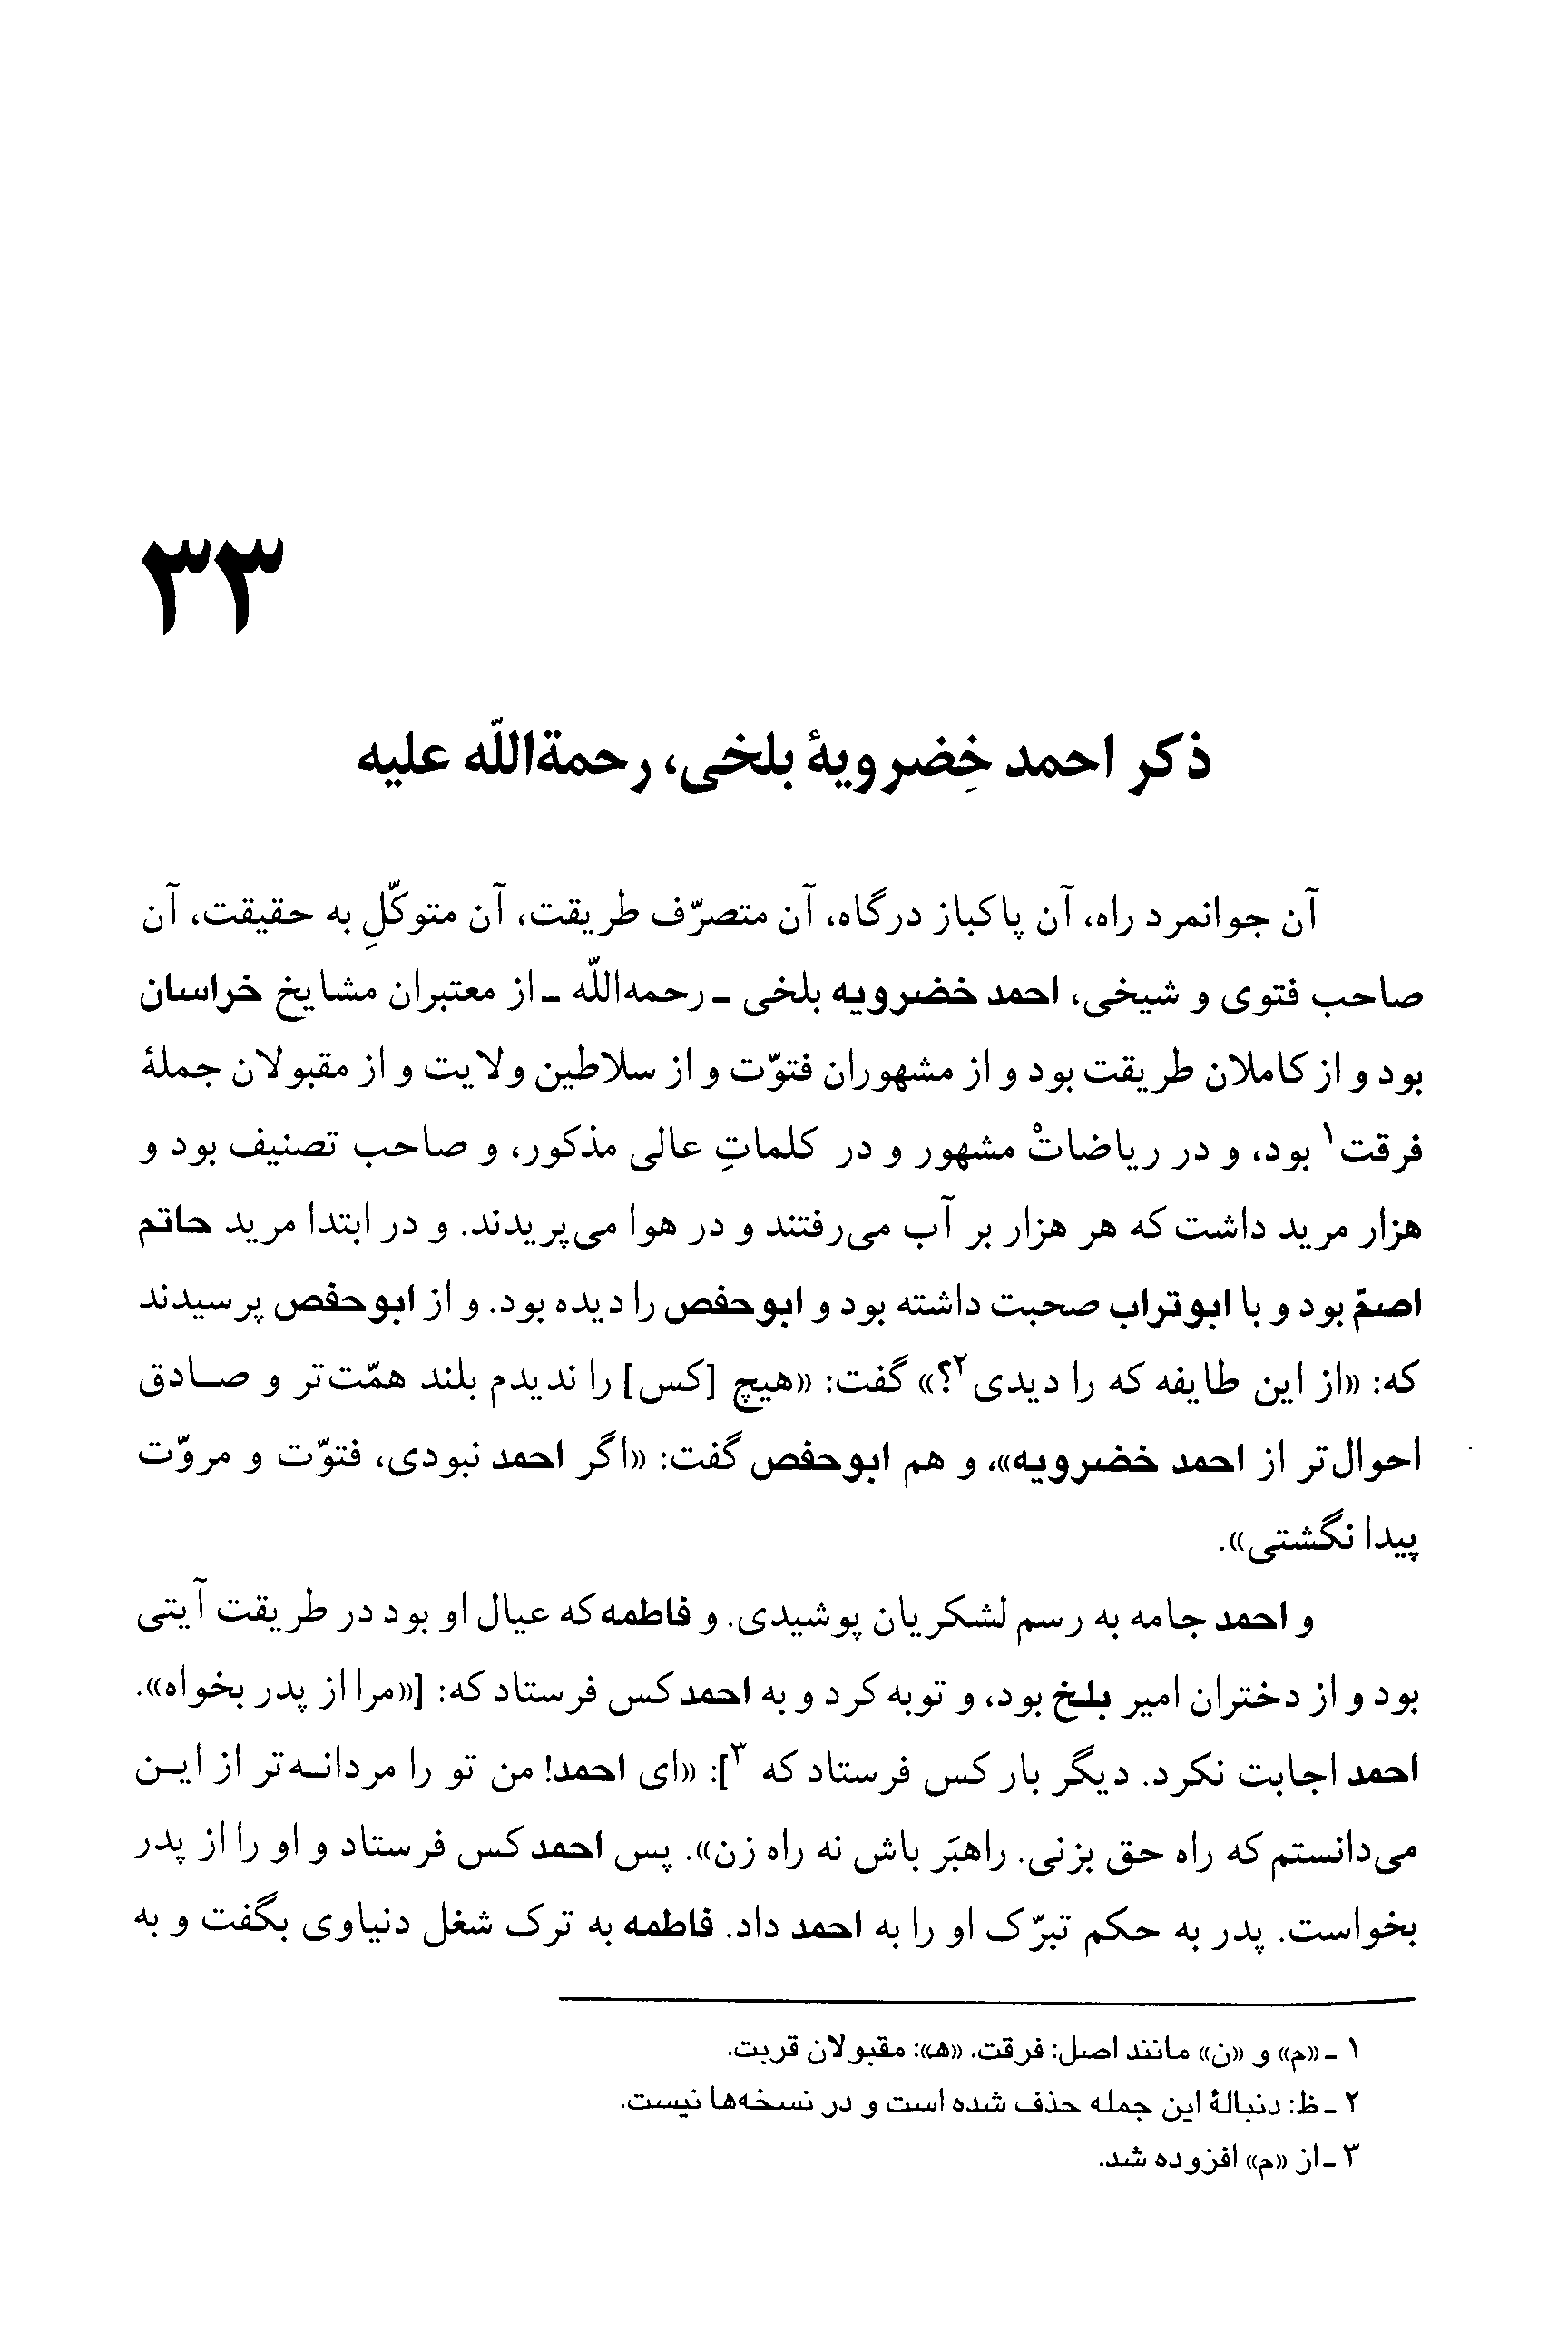 ۳۳
ذکر احمد خِضرویهٔ بلخی، رحمةاللّه علیه
آن جوانمرد راه، آن پاکباز درگاه، آن متصرّف طریقت، آن متوکّلِ به حقیقت، آن
صاحب فتوی و شیخی، احمد خضرویه بلخی ـ رحمه‌اللّه ـ از معتبران مشایخ خراسان
بود و از کاملان طریقت بود و از مشهوران فتوّت و از سلاطین ولایت و از مقبولان جملهٔ
فرقت۱ بود، و در ریاضاتْ مشهور و در کلماتِ عالی مذکور، و صاحب تصنیف بود و
هزار مرید داشت که هر هزار بر آب می‌رفتند و در هوا می‌پریدند. و در ابتدا مرید حاتم
اصمّ بود و با ابوتراب صحبت داشته بود و ابوحفص را دیده بود. و از ابوحفص پرسیدند
که: «از این طایفه که را دیدی۲؟» گفت: «هیچ [کس] را ندیدم بلند همّت‌تر و صادق
احوال‌تر از احمد خضرویه»، و هم ابوحفص گفت: «اگر احمد نبودی، فتوّت و مروّت
پیدا نگشتی».
و احمد جامه به رسم لشکریان پوشیدی. و فاطمه که عیال او بود در طریقت آیتی
بود و از دختران امیر بلخ بود، و توبه کرد و به احمد کس فرستاد که: [«مرا از پدر بخواه».
احمد اجابت نکرد. دیگر بار کس فرستاد که ۳]: «ای احمد! من تو را مردانه‌تر از این
می‌دانستم که راه حق بزنی. راهبَر باش نه راه زن». پس احمد کس فرستاد و او را از پدر
بخواست. پدر به حکم تبرّک او را به احمد داد. فاطمه به ترک شغل دنیاوی بگفت و به
۱ ـ «م» و «ن» مانند اصل: فرقت. «هـ»: مقبولان قربت.
۲ ـ ظ: دنبالهٔ این جمله حذف شده است و در نسخه‌ها نیست.
۳ ـ از «م» افزوده شد.